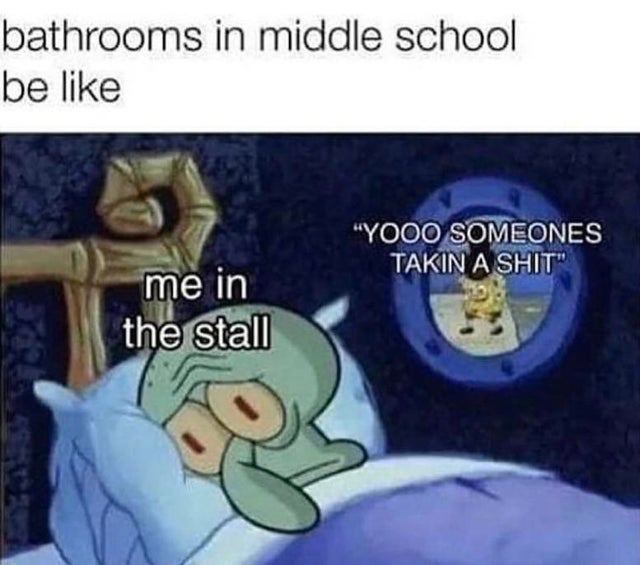 bathrooms in middle school
be like
“YOOO SOMEONES
TAKIN A SHIT”
me in
the stall